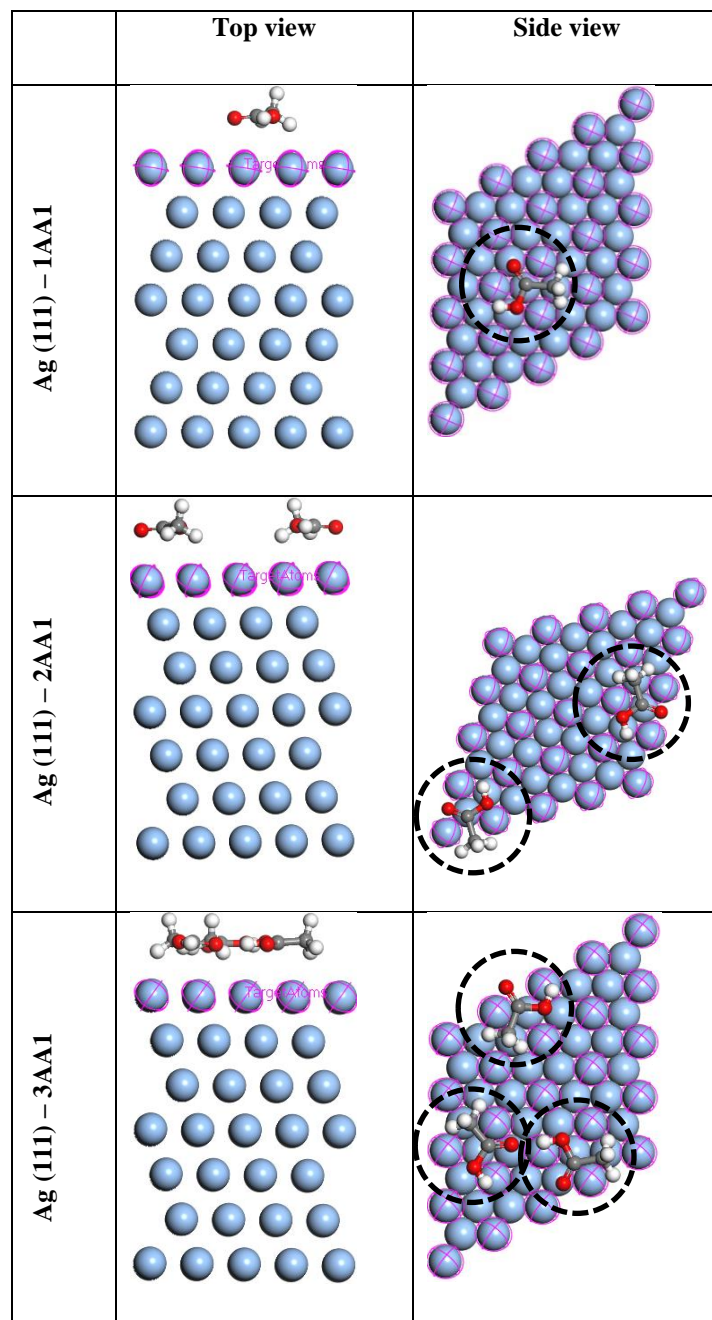 Top view
Side view
Ag (111) – 1AA1
Ag (111) – 2AA1
TargetAtoms
Ag (111) – 3AA1
TargetAtoms